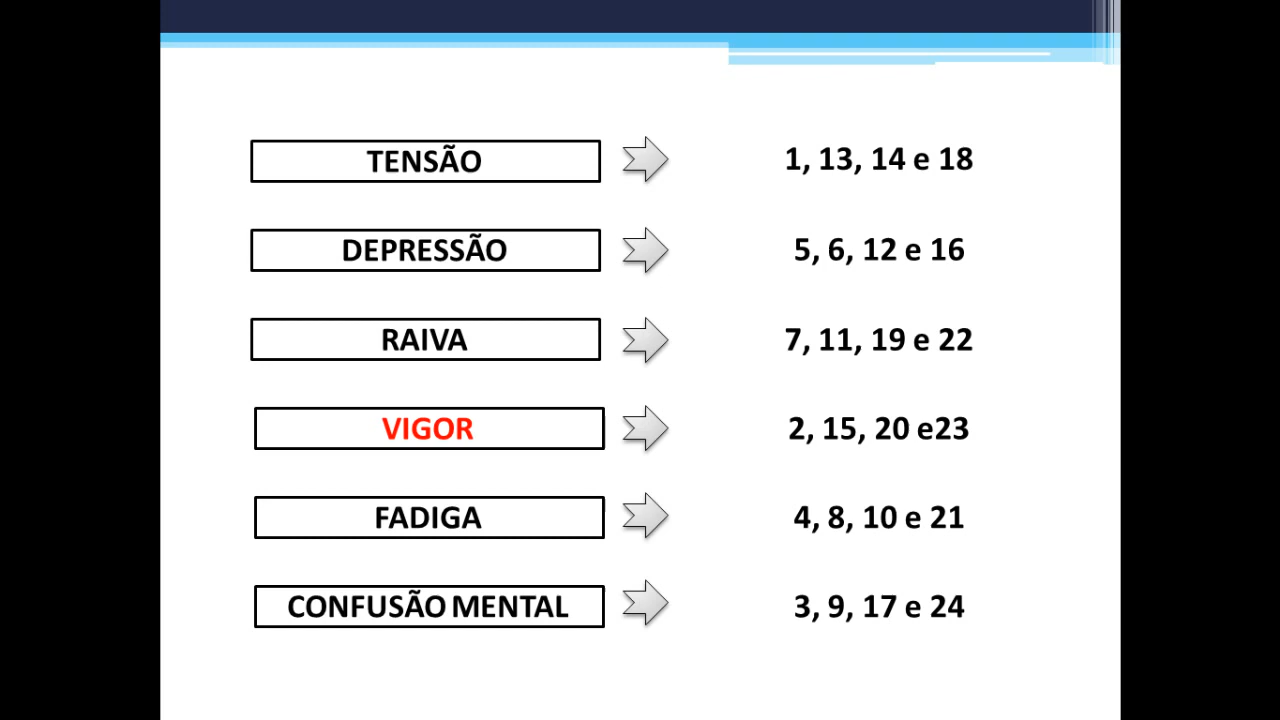 TENSÃO 1, 13, 14 e 18
DEPRESSÃO 5, 6, 12 e 16
RAIVA 7, 11, 19 e 22
VIGOR 2, 15, 20 e23
FADIGA 4, 8, 10 e 21
CONFUSÃO MENTAL 3, 9, 17 e 24